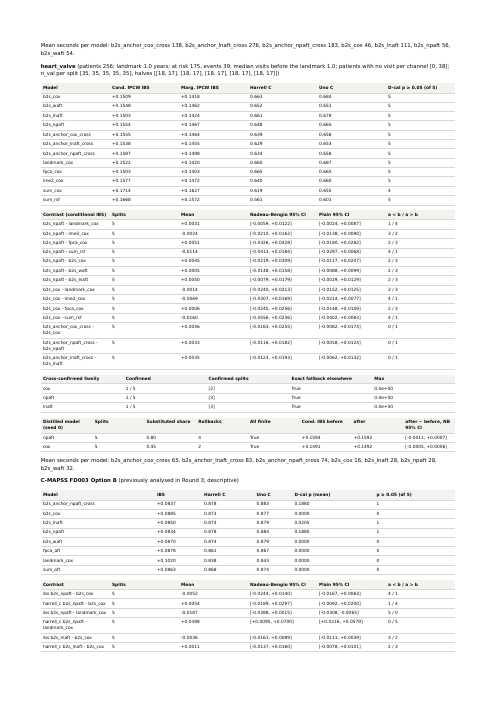 Mean seconds per model: b2s_anchor_cox_cross 138, b2s_anchor_lnaft_cross 276, b2s_anchor_npaft_cross 183, b2s_cox 46, b2s_lnaft 111, b2s_npaft 56,
b2s_waft 54.
heart_valve (patients 256; landmark 1.0 years; at risk 175, events 39; median visits before the landmark 1.0; patients with no visit per channel [0, 38];
n_val per split [35, 35, 35, 35, 35], halves [[18, 17], [18, 17], [18, 17], [18, 17], [18, 17]])
Model Cond. IPCW IBS Marg. IPCW IBS Harrell C Uno C D-cal p ≥ 0.05 (of 5)
b2s_cox +0.1509 +0.1418 0.663 0.684 5
b2s_waft +0.1548 +0.1462 0.652 0.651 5
b2s_lnaft +0.1503 +0.1424 0.661 0.678 5
b2s_npaft +0.1554 +0.1467 0.648 0.665 5
b2s_anchor_cox_cross +0.1555 +0.1464 0.639 0.658 5
b2s_anchor_lnaft_cross +0.1538 +0.1455 0.629 0.653 5
b2s_anchor_npaft_cross +0.1587 +0.1498 0.634 0.658 5
landmark_cox +0.1522 +0.1420 0.660 0.687 5
fpca_cox +0.1503 +0.1403 0.665 0.665 5
lme2_cox +0.1577 +0.1472 0.640 0.660 5
sum_cox +0.1714 +0.1627 0.619 0.655 4
sum_rsf +0.1668 +0.1572 0.561 0.601 5
Contrast (conditional IBS) Splits Mean Nadeau-Bengio 95% CI Plain 95% CI a < b / a > b
b2s_npaft - landmark_cox 5 +0.0031 [-0.0059, +0.0122] [-0.0024, +0.0087] 1 / 4
b2s_npaft - lme2_cox 5 -0.0024 [-0.0210, +0.0162] [-0.0138, +0.0090] 3 / 2
b2s_npaft - fpca_cox 5 +0.0051 [-0.0326, +0.0428] [-0.0180, +0.0282] 2 / 3
b2s_npaft - sum_rsf 5 -0.0114 [-0.0411, +0.0184] [-0.0297, +0.0068] 4 / 1
b2s_npaft - b2s_cox 5 +0.0045 [-0.0219, +0.0309] [-0.0117, +0.0207] 2 / 3
b2s_npaft - b2s_waft 5 +0.0005 [-0.0148, +0.0158] [-0.0088, +0.0099] 2 / 3
b2s_npaft - b2s_lnaft 5 +0.0050 [-0.0079, +0.0179] [-0.0029, +0.0129] 2 / 3
b2s_cox - landmark_cox 5 -0.0014 [-0.0240, +0.0213] [-0.0152, +0.0125] 2 / 3
b2s_cox - lme2_cox 5 -0.0069 [-0.0307, +0.0169] [-0.0214, +0.0077] 4 / 1
b2s_cox - fpca_cox 5 +0.0006 [-0.0245, +0.0256] [-0.0148, +0.0159] 2 / 3
b2s_cox - sum_rsf 5 -0.0160 [-0.0556, +0.0236] [-0.0402, +0.0083] 4 / 1
b2s_anchor_cox_cross - 5 +0.0046 [-0.0164, +0.0255] [-0.0082, +0.0174] 0 / 1
b2s_cox
b2s_anchor_npaft_cross - 5 +0.0033 [-0.0116, +0.0182] [-0.0058, +0.0124] 0 / 1
b2s_npaft
b2s_anchor_lnaft_cross - 5 +0.0035 [-0.0123, +0.0193] [-0.0062, +0.0132] 0 / 1
b2s_lnaft
Cross-confirmed family Confirmed Confirmed splits Exact fallback elsewhere Max
cox 1 / 5 [2] True 0.0e+00
npaft 1 / 5 [3] True 0.0e+00
lnaft 1 / 5 [3] True 0.0e+00
Distilled model Splits Substituted share Rollbacks All finite Cond. IBS before after after − before, NB
(seed 0) 95% CI
npaft 5 0.80 4 True +0.1594 +0.1592 [-0.0011, +0.0007]
cox 5 0.45 2 True +0.1491 +0.1492 [-0.0005, +0.0006]
Mean seconds per model: b2s_anchor_cox_cross 65, b2s_anchor_lnaft_cross 83, b2s_anchor_npaft_cross 74, b2s_cox 16, b2s_lnaft 28, b2s_npaft 28,
b2s_waft 32.
C-MAPSS FD003 Option B (previously analysed in Round 3; descriptive)
Model IBS Harrell C Uno C D-cal p (mean) p ≥ 0.05 (of 5)
b2s_anchor_npaft_cross +0.0837 0.878 0.883 0.1880 1
b2s_cox +0.0885 0.873 0.877 0.0000 0
b2s_lnaft +0.0850 0.874 0.879 0.0205 1
b2s_npaft +0.0834 0.878 0.884 0.1880 1
b2s_waft +0.0870 0.874 0.879 0.0000 0
fpca_aft +0.0878 0.861 0.867 0.0000 0
landmark_cox +0.1020 0.838 0.843 0.0000 0
sum_aft +0.0863 0.868 0.874 0.0000 0
Contrast Splits Mean Nadeau-Bengio 95% CI Plain 95% CI a < b / a > b
ibs b2s_npaft - b2s_cox 5 -0.0052 [-0.0244, +0.0140] [-0.0167, +0.0063] 4 / 1
harrell_c b2s_npaft - b2s_cox 5 +0.0054 [-0.0189, +0.0297] [-0.0092, +0.0200] 1 / 4
ibs b2s_npaft - landmark_cox 5 -0.0187 [-0.0388, +0.0015] [-0.0308, -0.0065] 5 / 0
harrell_c b2s_npaft - 5 +0.0398 [+0.0095, +0.0700] [+0.0216, +0.0579] 0 / 5
landmark_cox
ibs b2s_lnaft - b2s_cox 5 -0.0036 [-0.0161, +0.0089] [-0.0111, +0.0039] 3 / 2
harrell_c b2s_lnaft - b2s_cox 5 +0.0011 [-0.0137, +0.0160] [-0.0078, +0.0101] 2 / 3